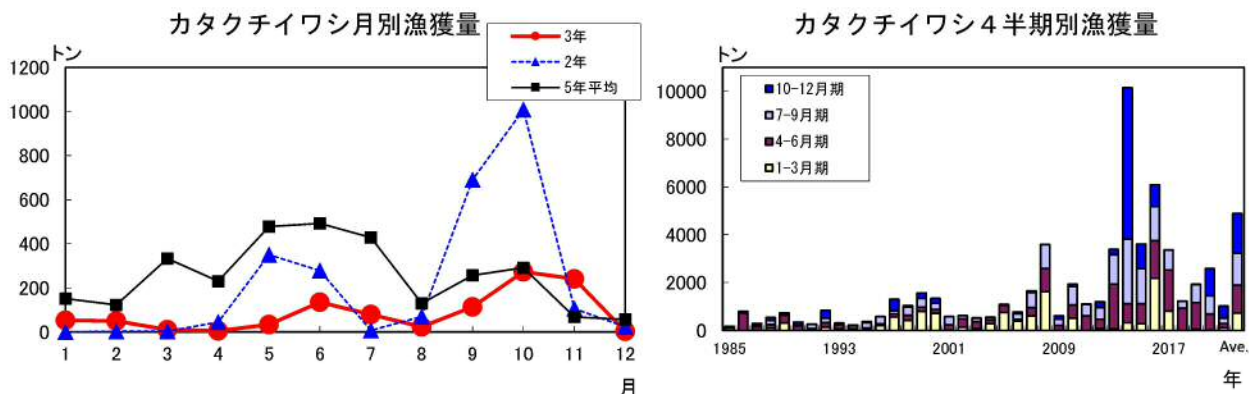 カタクチイワシ月別漁獲量
トン
3年
2年
5年平均
1200
1000
800
600
400
200
0
1 2 3 4 5 6 7 8 9 10 11 12
月
カタクチイワシ４半期別漁獲量
トン
10-12月期
7-9月期
4-6月期
1-3月期
10000
8000
6000
4000
2000
0
1985 1993 2001 2009 2017 Ave.
年